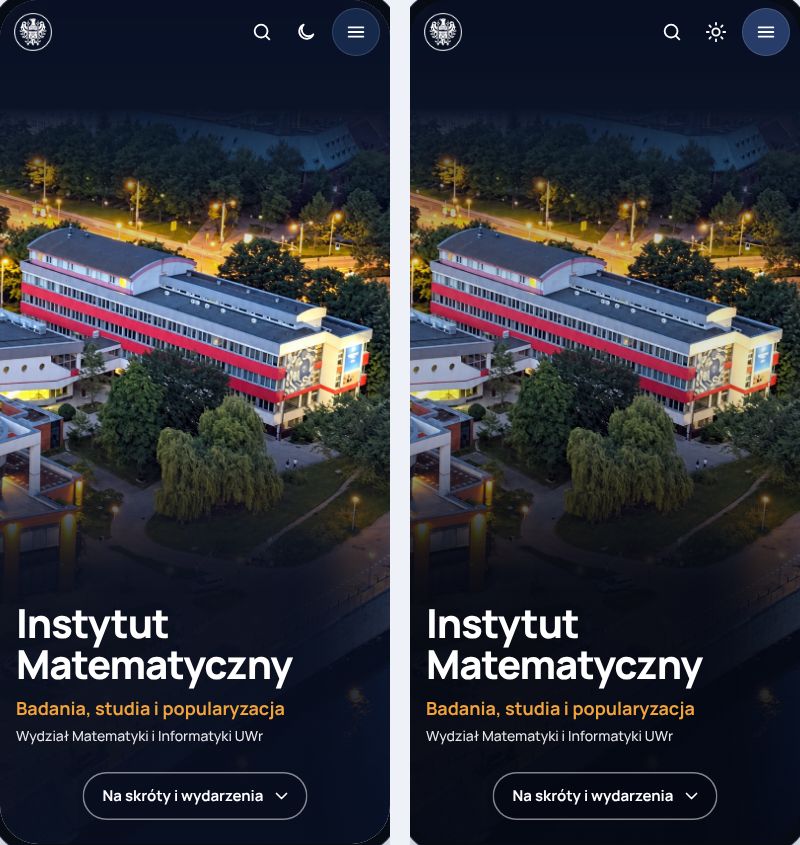 Instytut
Matematyczny
Badania, studia i popularyzacja
Wydział Matematyki i Informatyki UWr
Na skróty i wydarzenia
Instytut
Matematyczny
Badania, studia i popularyzacja
Wydział Matematyki i Informatyki UWr
Na skróty i wydarzenia